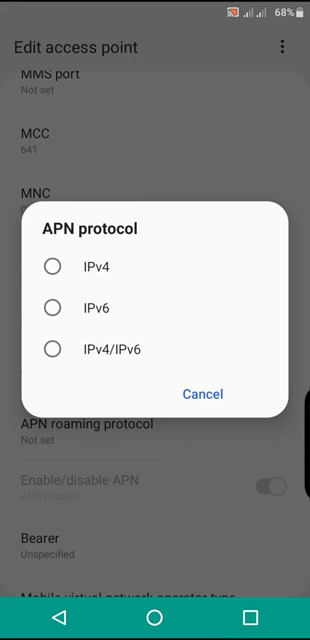 68%
Edit access point
MMS port
Not set
MCC
641
MNC
APN protocol
IPv4
IPv6
IPv4/IPv6
Cancel
APN roaming protocol
Not set
Enable/disable APN
APN enabled
Bearer
Unspecified
Mobile virtual network operator type